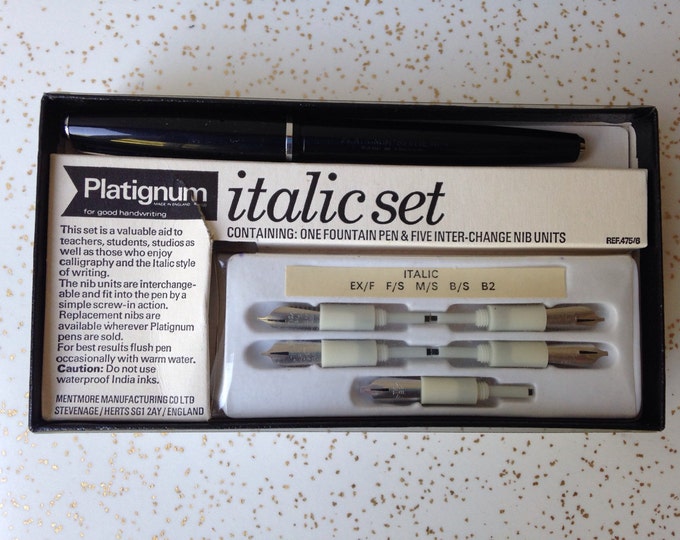 Platignum
MADE IN ENGLAND
for good handwriting
italic set
CONTAINING: ONE FOUNTAIN PEN & FIVE INTER-CHANGE NIB UNITS
REF.475/6
This set is a valuable aid to
teachers, students, studios as
well as those who enjoy
calligraphy and the Italic style
of writing.
The nib units are interchange-
able and fit into the pen by a
simple screw-in action.
Replacement nibs are
available wherever Platignum
pens are sold.
For best results flush pen
occasionally with warm water.
Caution: Do not use
waterproof India inks.
MENTMORE MANUFACTURING CO LTD
STEVENAGE/HERTS SG1 2AY/ENGLAND
ITALIC
EX/F F/S M/S B/S B2